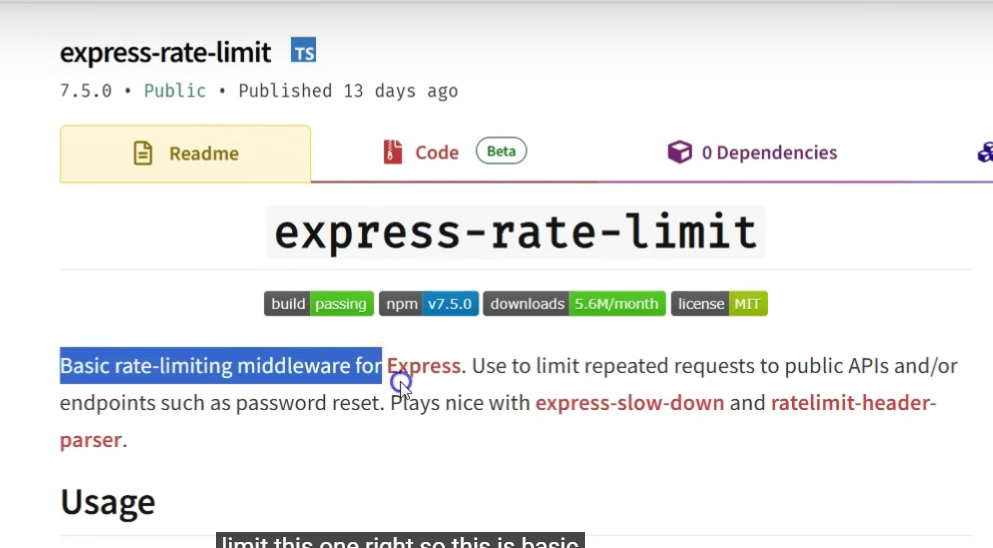 express-rate-limit TS
7.5.0 • Public • Published 13 days ago
Readme
Code Beta
0 Dependencies
express-rate-limit
build passing npm v7.5.0 downloads 5.6M/month license MIT
Basic rate-limiting middleware for Express. Use to limit repeated requests to public APIs and/or
endpoints such as password reset. Plays nice with express-slow-down and ratelimit-header-
parser.
Usage
limit this one right so this is basic